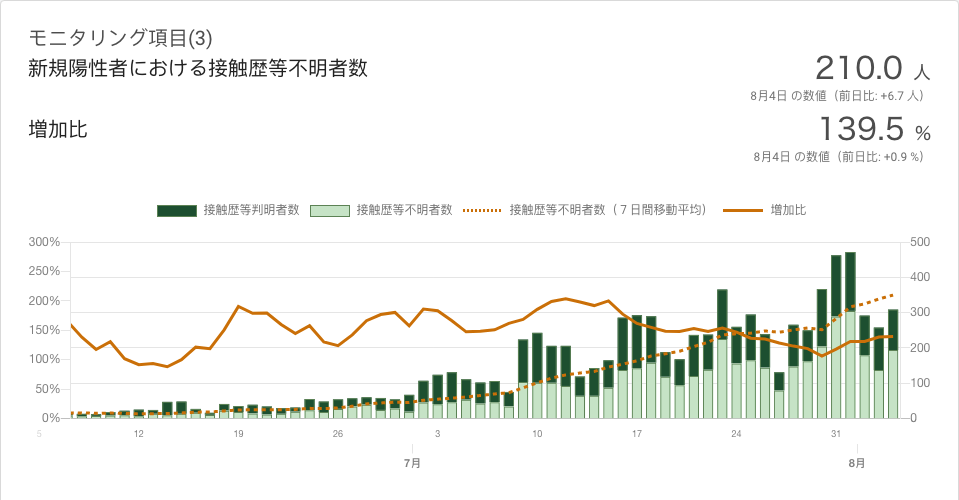 モニタリング項目(3)
新規陽性者における接触歴等不明者数
210.0 人
8月4日 の数値（前日比: +6.7 人）
増加比
139.5 %
8月4日 の数値（前日比: +0.9 %）
接触歴等判明者数 接触歴等不明者数 接触歴等不明者数（７日間移動平均） 増加比
300% 500
250% 400
200% 300
150% 200
100% 100
50% 0
0%
5 12 19 26 3 10 17 24 31
7月 8月